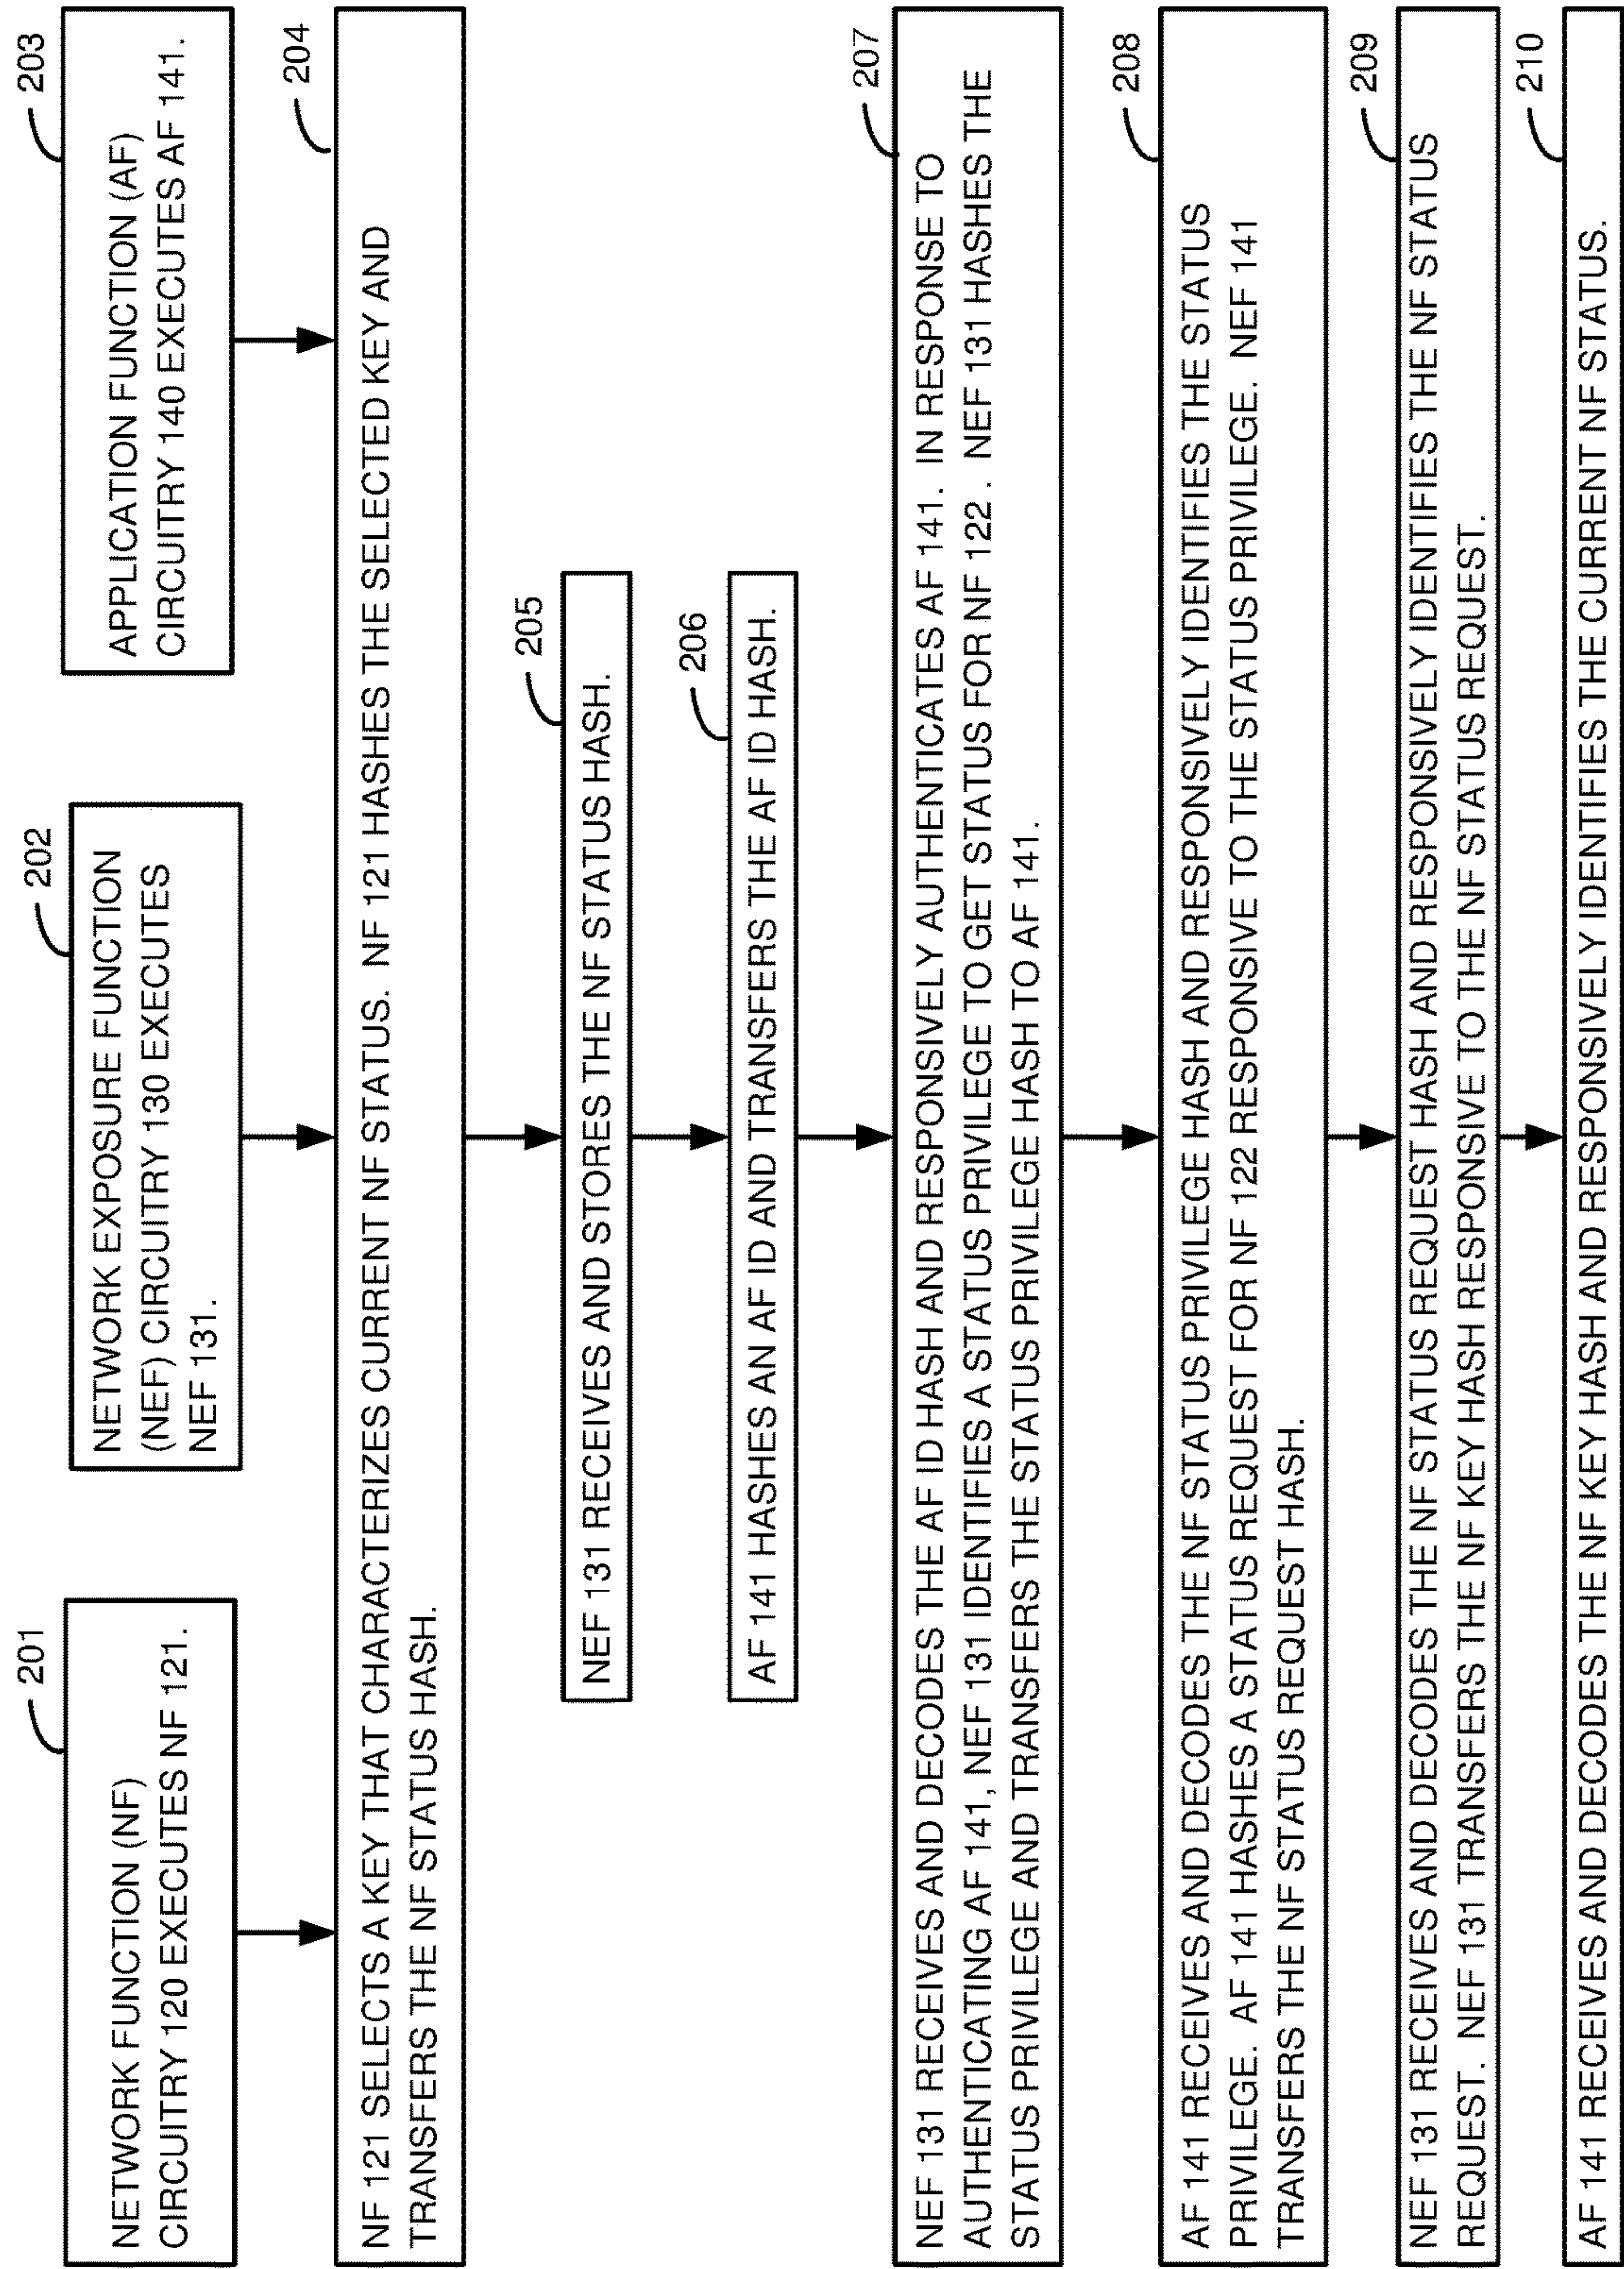 201
NETWORK FUNCTION (NF)
CIRCUITRY 120 EXECUTES NF 121.
202
NETWORK EXPOSURE FUNCTION
(NEF) CIRCUITRY 130 EXECUTES
NEF 131.
203
APPLICATION FUNCTION (AF)
CIRCUITRY 140 EXECUTES AF 141.
204
NF 121 SELECTS A KEY THAT CHARACTERIZES CURRENT NF STATUS. NF 121 HASHES THE SELECTED KEY AND
TRANSFERS THE NF STATUS HASH.
205
NEF 131 RECEIVES AND STORES THE NF STATUS HASH.
206
AF 141 HASHES AN AF ID AND TRANSFERS THE AF ID HASH.
207
NEF 131 RECEIVES AND DECODES THE AF ID HASH AND RESPONSIVELY AUTHENTICATES AF 141. IN RESPONSE TO
AUTHENTICATING AF 141, NEF 131 IDENTIFIES A STATUS PRIVILEGE TO GET STATUS FOR NF 122 . NEF 131 HASHES THE
STATUS PRIVILEGE AND TRANSFERS THE STATUS PRIVILEGE HASH TO AF 141.
208
AF 141 RECEIVES AND DECODES THE NF STATUS PRIVILEGE HASH AND RESPONSIVELY IDENTIFIES THE STATUS
PRIVILEGE. AF 141 HASHES A STATUS REQUEST FOR NF 122 RESPONSIVE TO THE STATUS PRIVILEGE. NEF 141
TRANSFERS THE NF STATUS REQUEST HASH.
209
NEF 131 RECEIVES AND DECODES THE NF STATUS REQUEST HASH AND RESPONSIVELY IDENTIFIES THE NF STATUS
REQUEST. NEF 131 TRANSFERS THE NF KEY HASH RESPONSIVE TO THE NF STATUS REQUEST.
210
AF 141 RECEIVES AND DECODES THE NF KEY HASH AND RESPONSIVELY IDENTIFIES THE CURRENT NF STATUS.